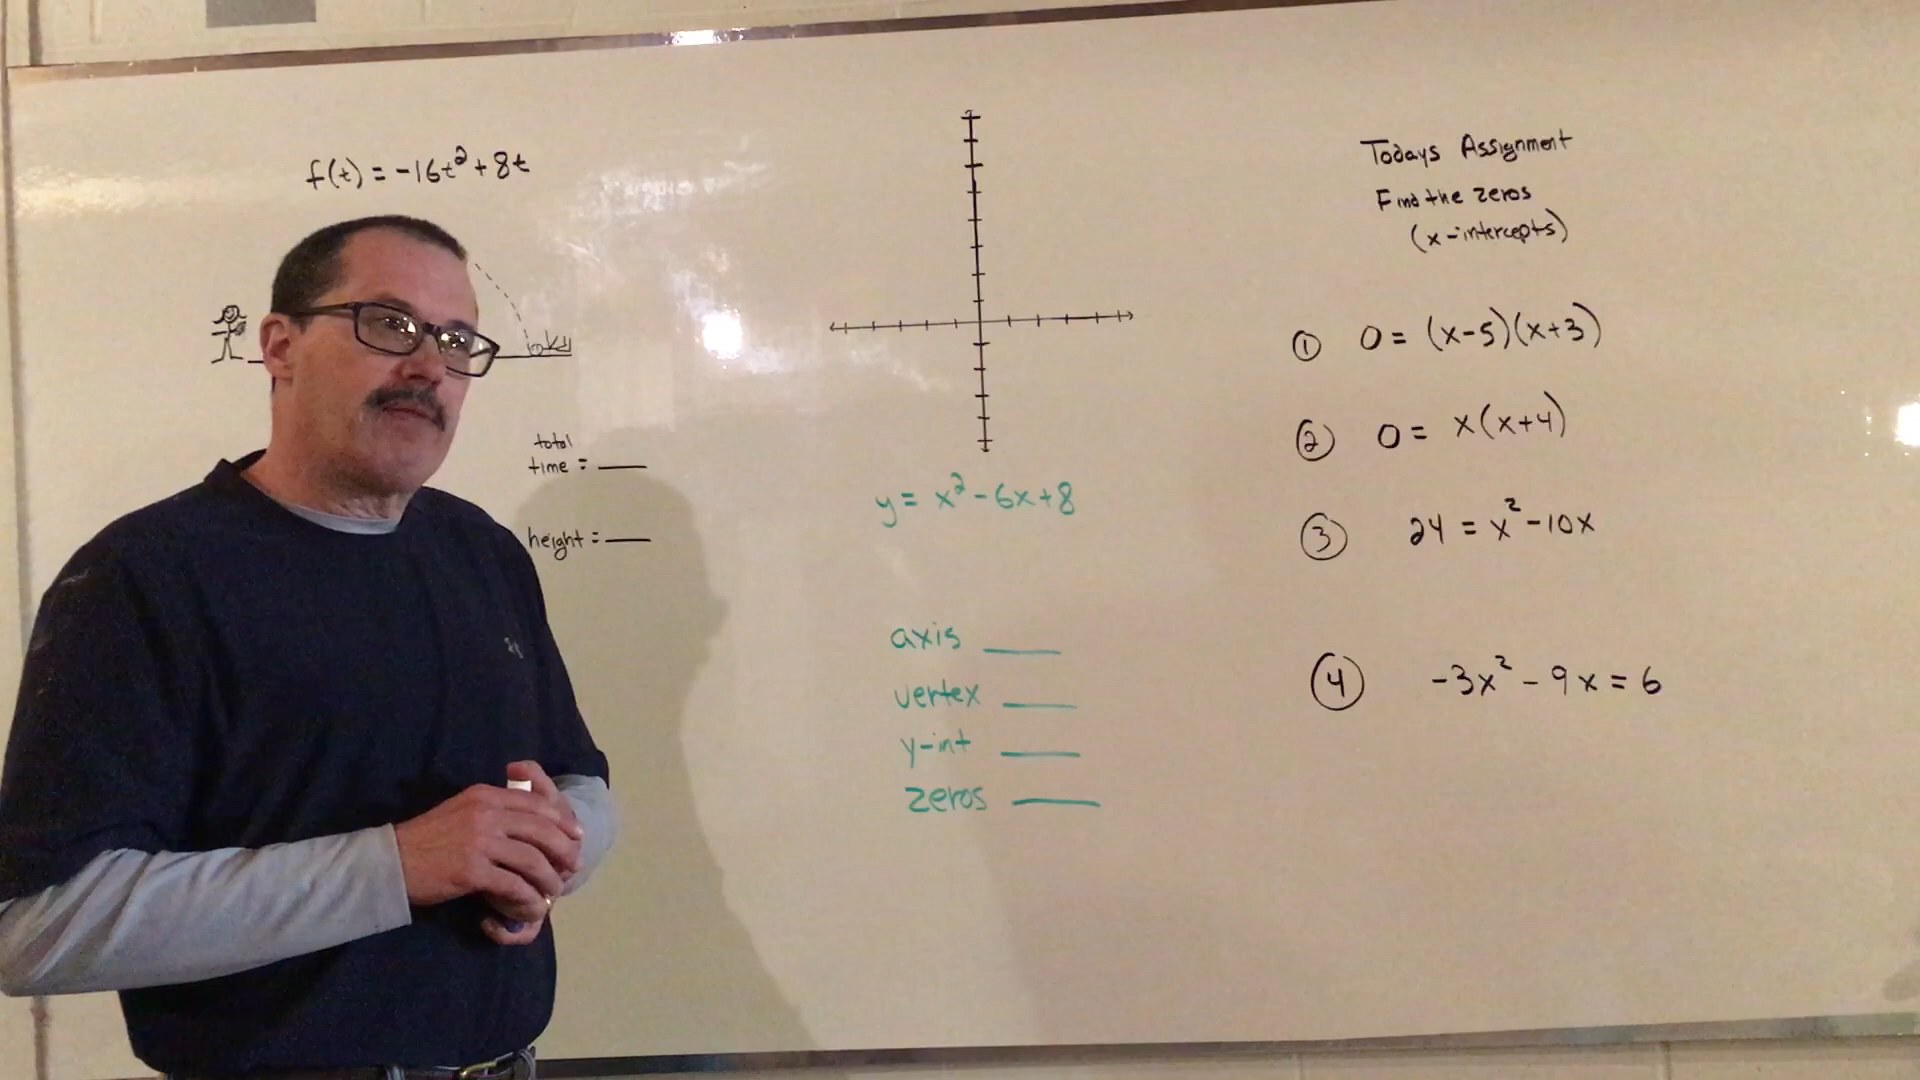 f(t) = -16t² + 8t
total
time = ___
height = ___
y = x² - 6x + 8
axis ___
vertex ___
y-int ___
zeros ___
Todays Assignment
Find the zeros
(x-intercepts)
① 0 = (x-5)(x+3)
② 0 = x(x+4)
③ 24 = x² - 10x
④ -3x² - 9x = 6